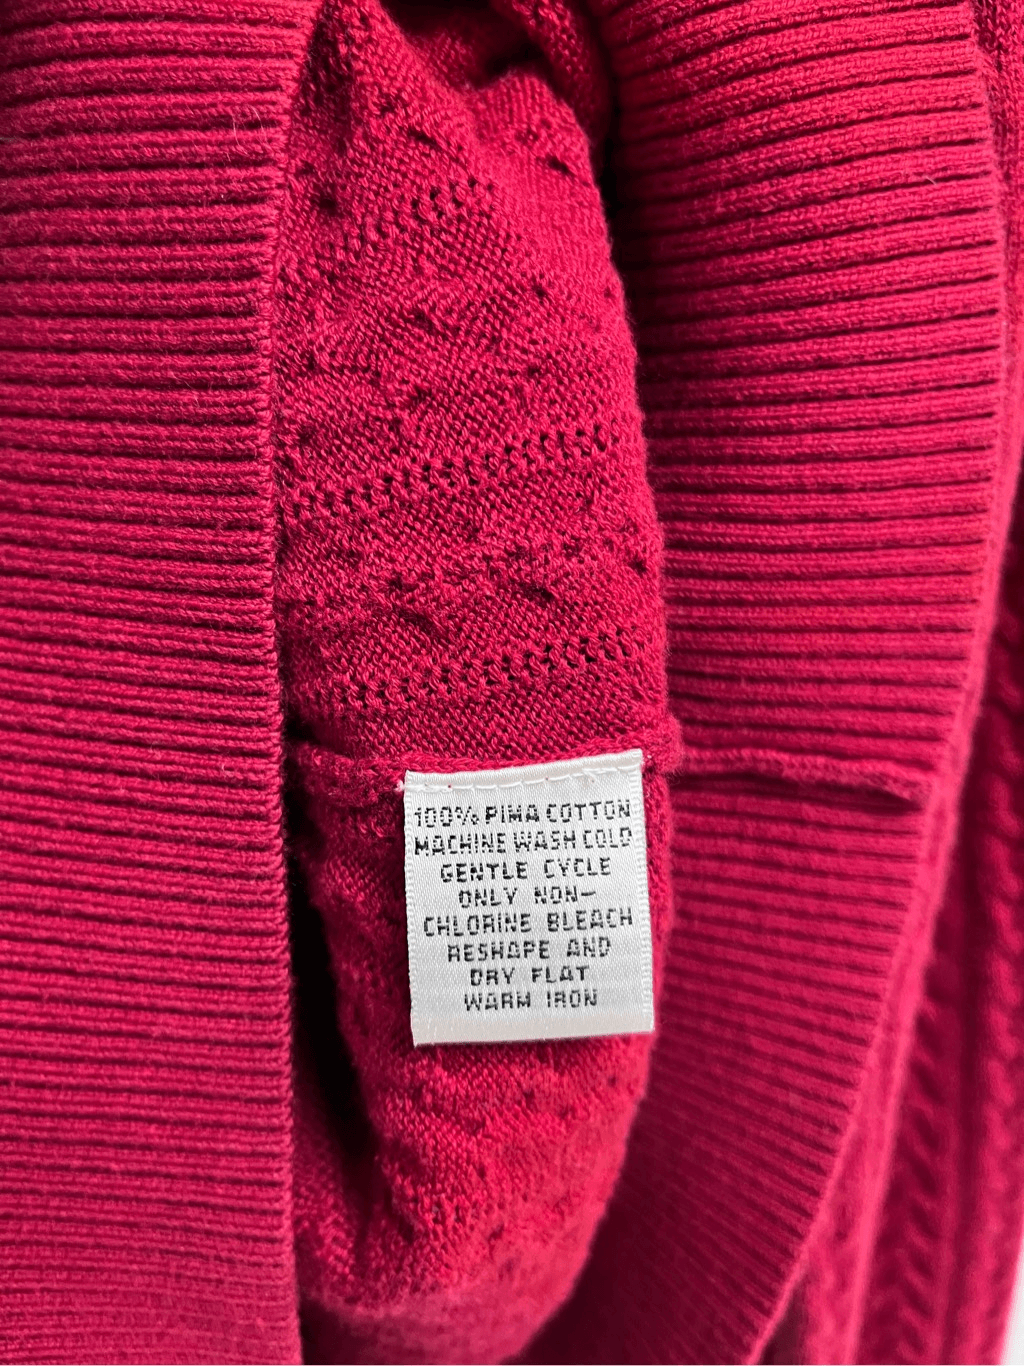 100% PIMA COTTON
MACHINE WASH COLD
GENTLE CYCLE
ONLY NON-
CHLORINE BLEACH
RESHAPE AND
DRY FLAT
WARM IRON